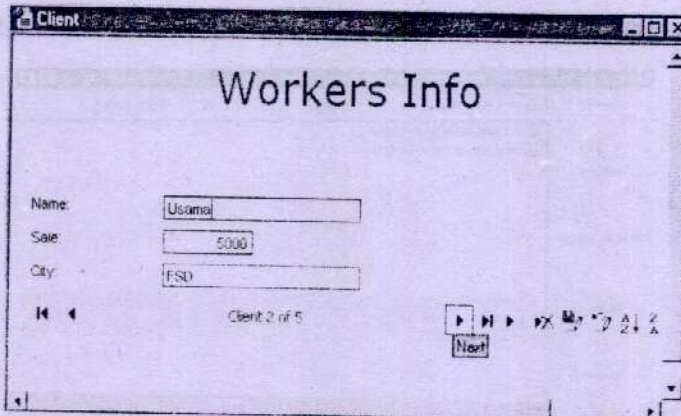 Client
Workers Info
Name: Usama
Sale: 5000
City: FSD
Client 2 of 5
Next